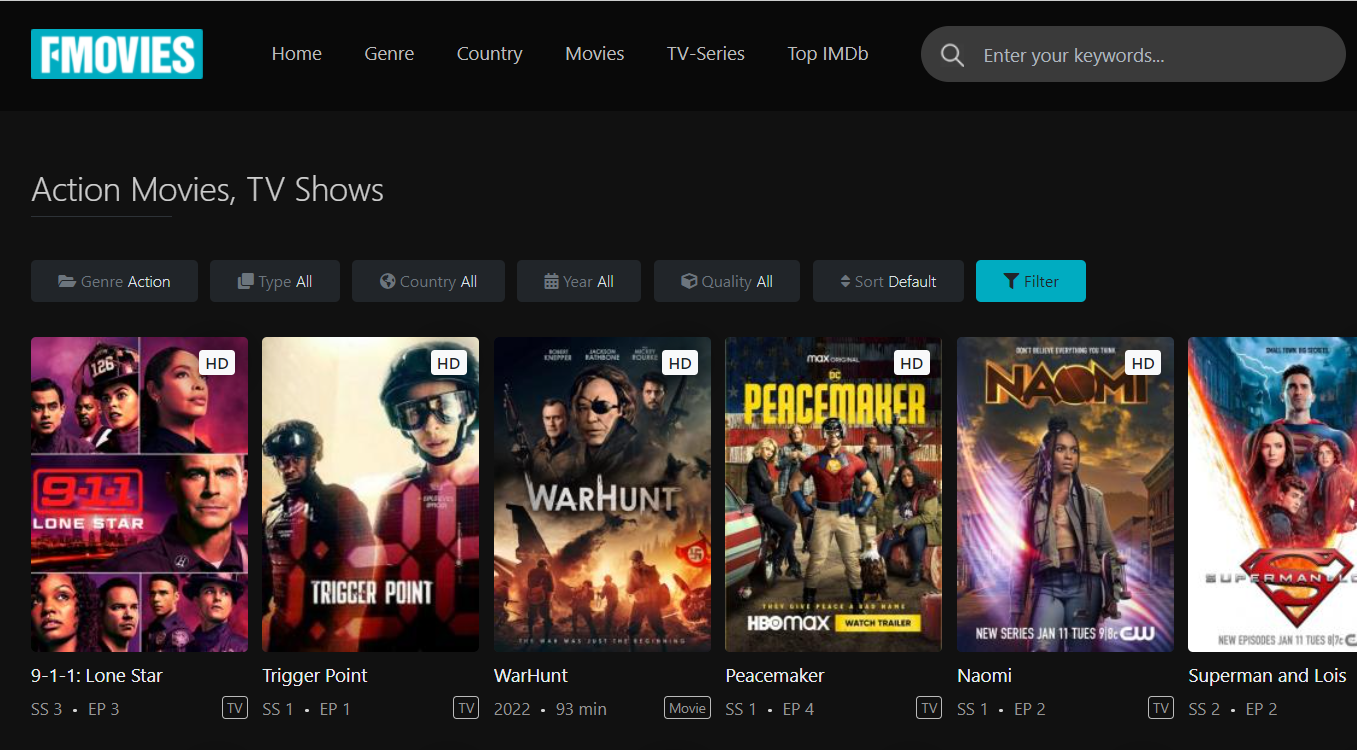 FMOVIES
Home Genre Country Movies TV-Series Top IMDb
Enter your keywords...
Action Movies, TV Shows
Genre Action Type All Country All Year All Quality All Sort Default Filter
HD
126
9-1-1
LONE STAR
HD
TRIGGER POINT
HD
ROBERT KNEPPER JACKSON RATHBONE MICKEY ROURKE
WARHUNT
THE WAR WAS JUST THE BEGINNING
HD
max ORIGINAL
DC
PEACEMAKER
THEY GIVE PEACE A BAD NAME
HBOmax WATCH TRAILER
HD
DON'T BELIEVE EVERYTHING YOU THINK
NAOMI
NEW SERIES JAN 11 TUES 9|8c CW
SMALL TOWN. BIG SECRETS.
SUPERMAN
NEW EPISODES JAN 11 TUES 8|7c
9-1-1: Lone Star Trigger Point WarHunt Peacemaker Naomi Superman and Lois
SS 3 • EP 3 TV SS 1 • EP 1 TV 2022 • 93 min Movie SS 1 • EP 4 TV SS 1 • EP 2 TV SS 2 • EP 2